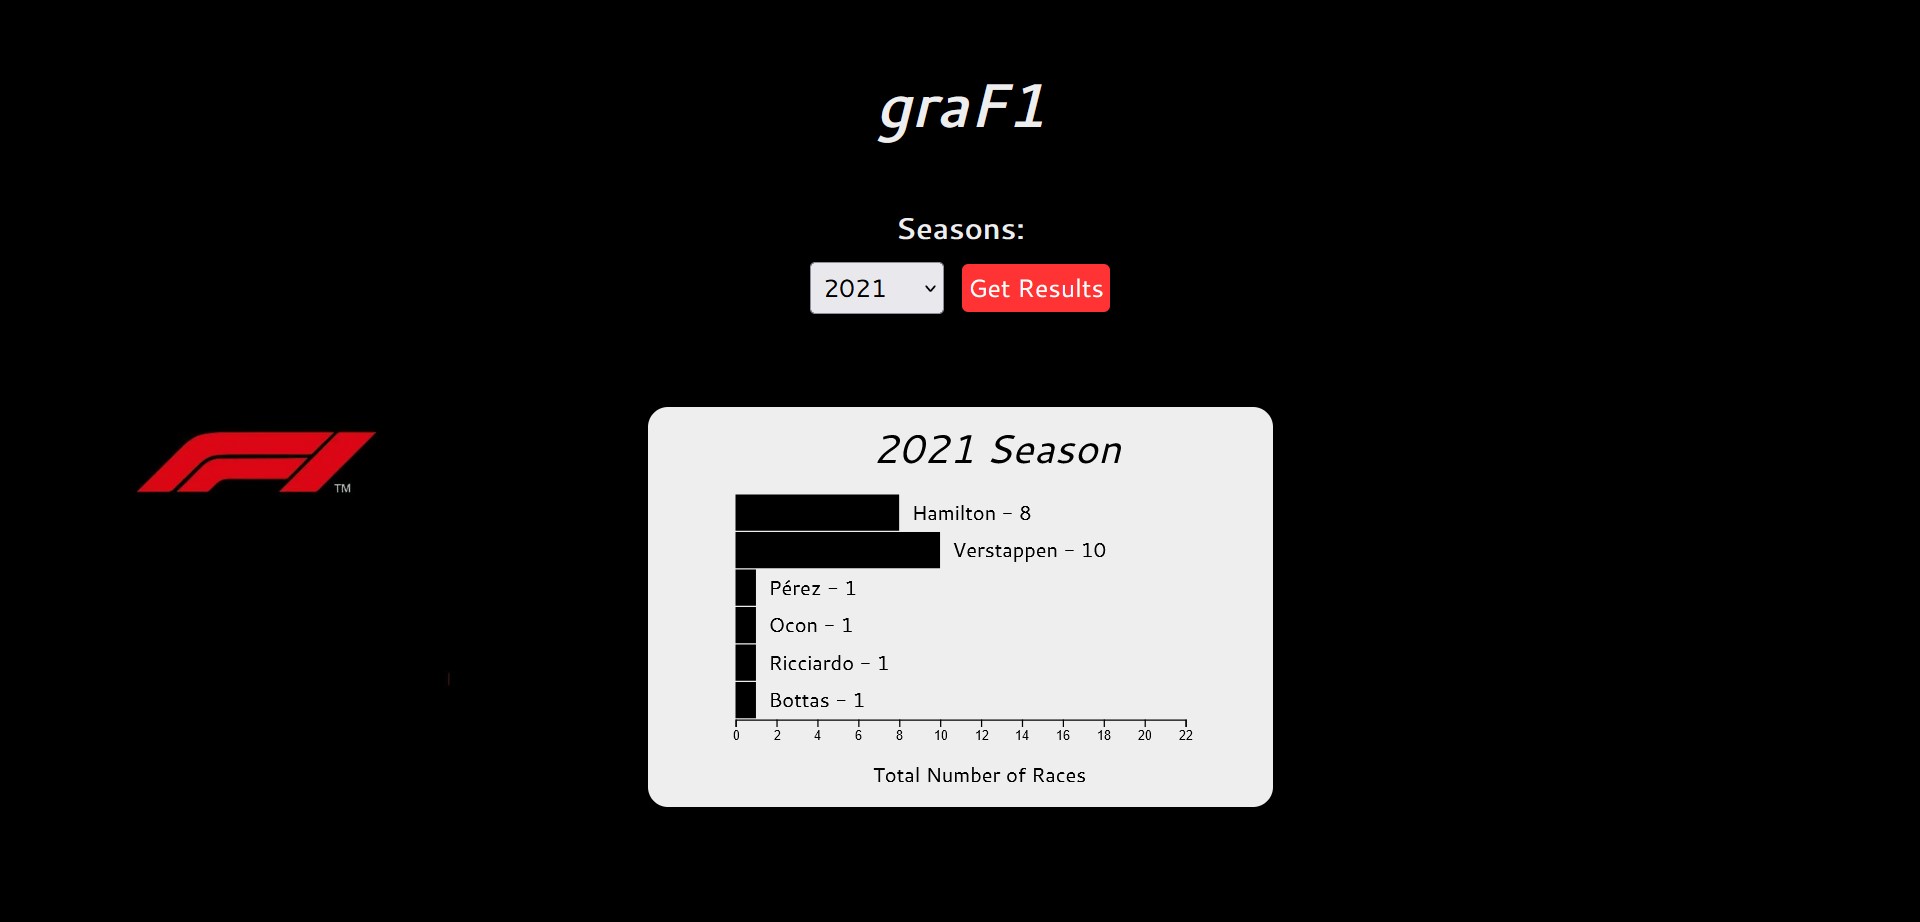 graF1
Seasons:
2021 Get Results
F1 TM
2021 Season
Hamilton - 8
Verstappen - 10
Pérez - 1
Ocon - 1
Ricciardo - 1
Bottas - 1
0 2 4 6 8 10 12 14 16 18 20 22
Total Number of Races